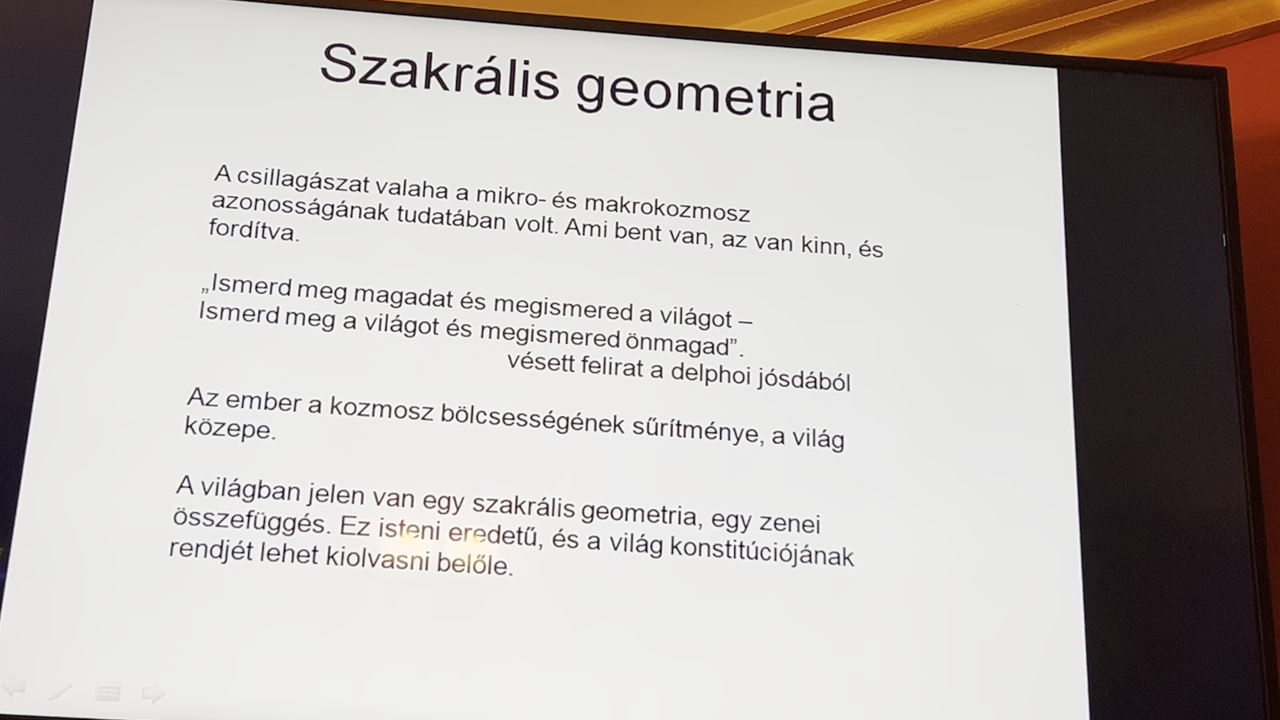 Szakrális geometria
A csillagászat valaha a mikro- és makrokozmosz
azonosságának tudatában volt. Ami bent van, az van kinn, és
fordítva.
„Ismerd meg magadat és megismered a világot –
Ismerd meg a világot és megismered önmagad”.
vésett felirat a delphoi jósdából
Az ember a kozmosz bölcsességének sűrítménye, a világ
közepe.
A világban jelen van egy szakrális geometria, egy zenei
összefüggés. Ez isteni eredetű, és a világ konstitúciójának
rendjét lehet kiolvasni belőle.